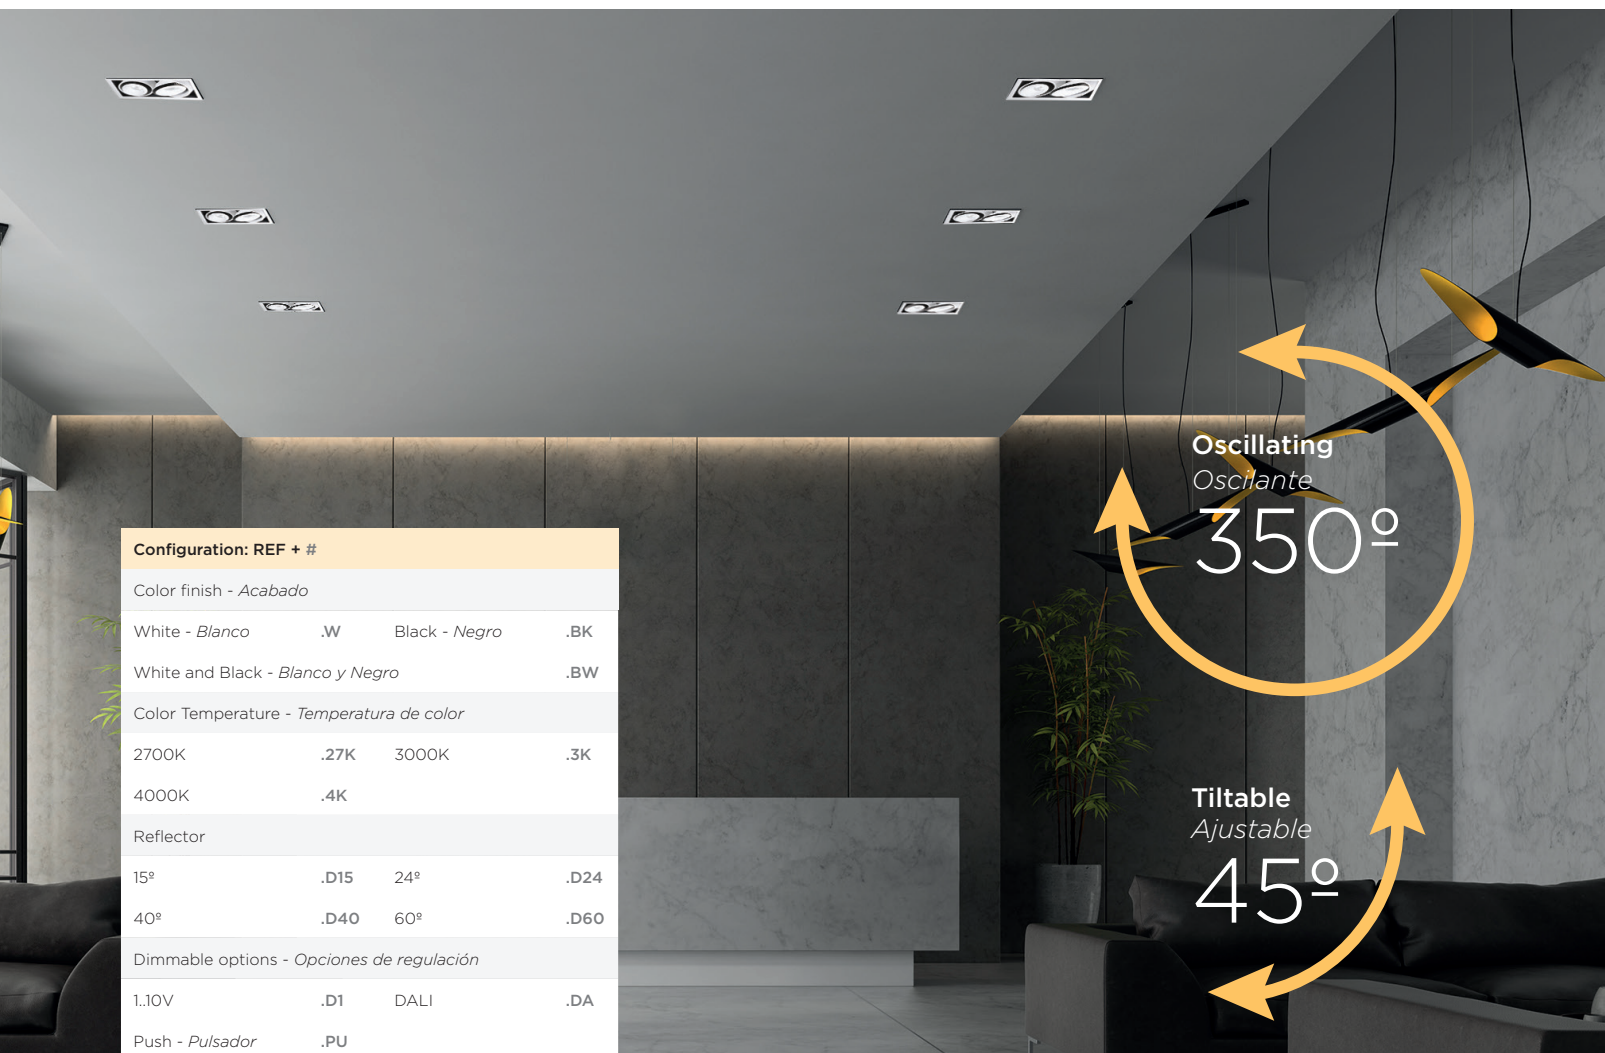 Configuration: REF + #
Color finish - Acabado
White - Blanco .W Black - Negro .BK
White and Black - Blanco y Negro .BW
Color Temperature - Temperatura de color
2700K .27K 3000K .3K
4000K .4K
Reflector
15º .D15 24º .D24
40º .D40 60º .D60
Dimmable options - Opciones de regulación
1..10V .D1 DALI .DA
Push - Pulsador .PU
Oscillating
Oscilante
350º
Tiltable
Ajustable
45º